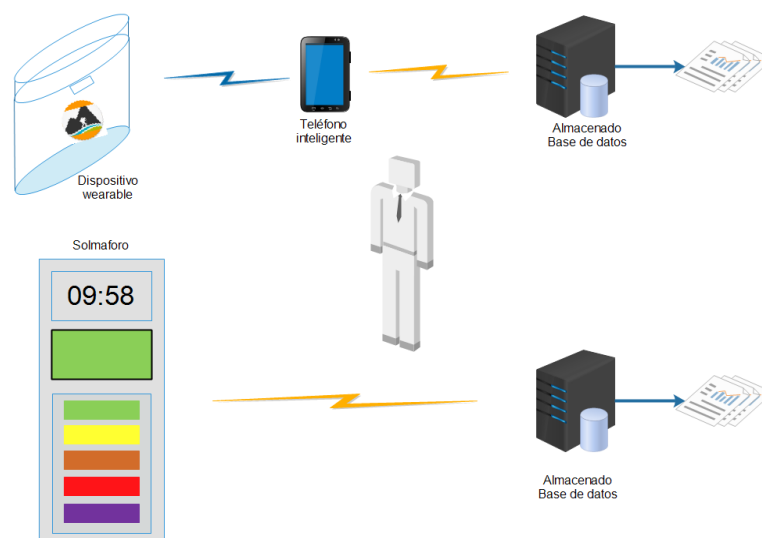 Teléfono
inteligente
Almacenado
Base de datos
Dispositivo
wearable
Solmaforo
09:58
Almacenado
Base de datos